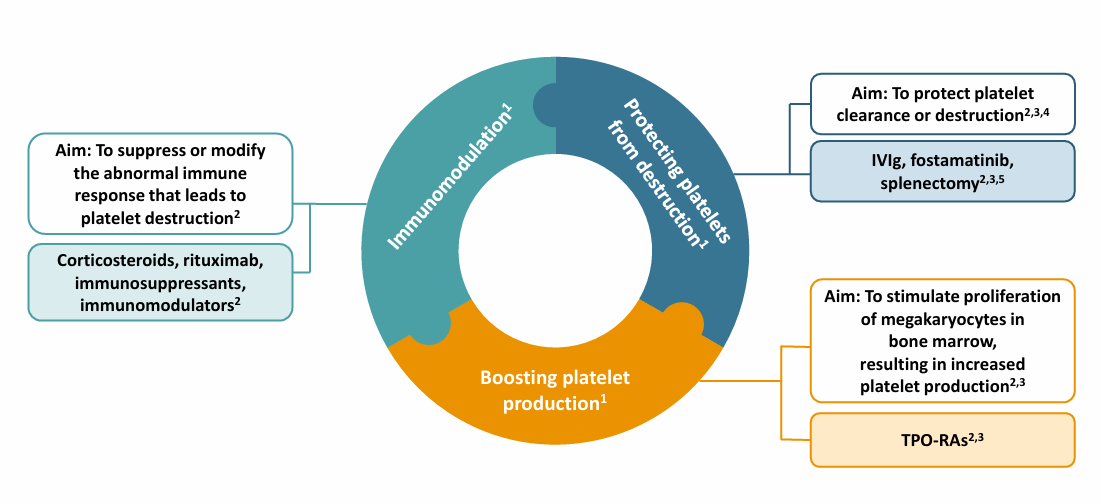 Immunomodulation¹
Protecting platelets
from destruction¹
Boosting platelet
production¹
Aim: To suppress or modify
the abnormal immune
response that leads to
platelet destruction²
Corticosteroids, rituximab,
immunosuppressants,
immunomodulators²
Aim: To protect platelet
clearance or destruction²,³,⁴
IVIg, fostamatinib,
splenectomy²,³,⁵
Aim: To stimulate proliferation
of megakaryocytes in
bone marrow,
resulting in increased
platelet production²,³
TPO-RAs²,³